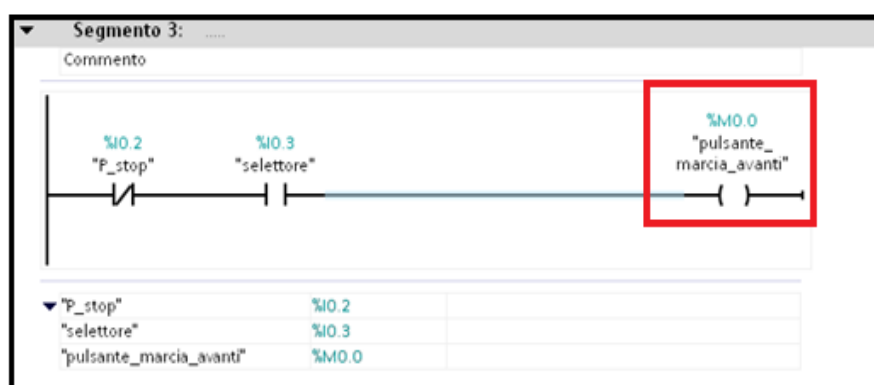 Segmento 3: .....
Commento
%M0.0
"pulsante_
marcia_avanti"
%I0.2
"P_stop"
%I0.3
"selettore"
"P_stop" %I0.2
"selettore" %I0.3
"pulsante_marcia_avanti" %M0.0